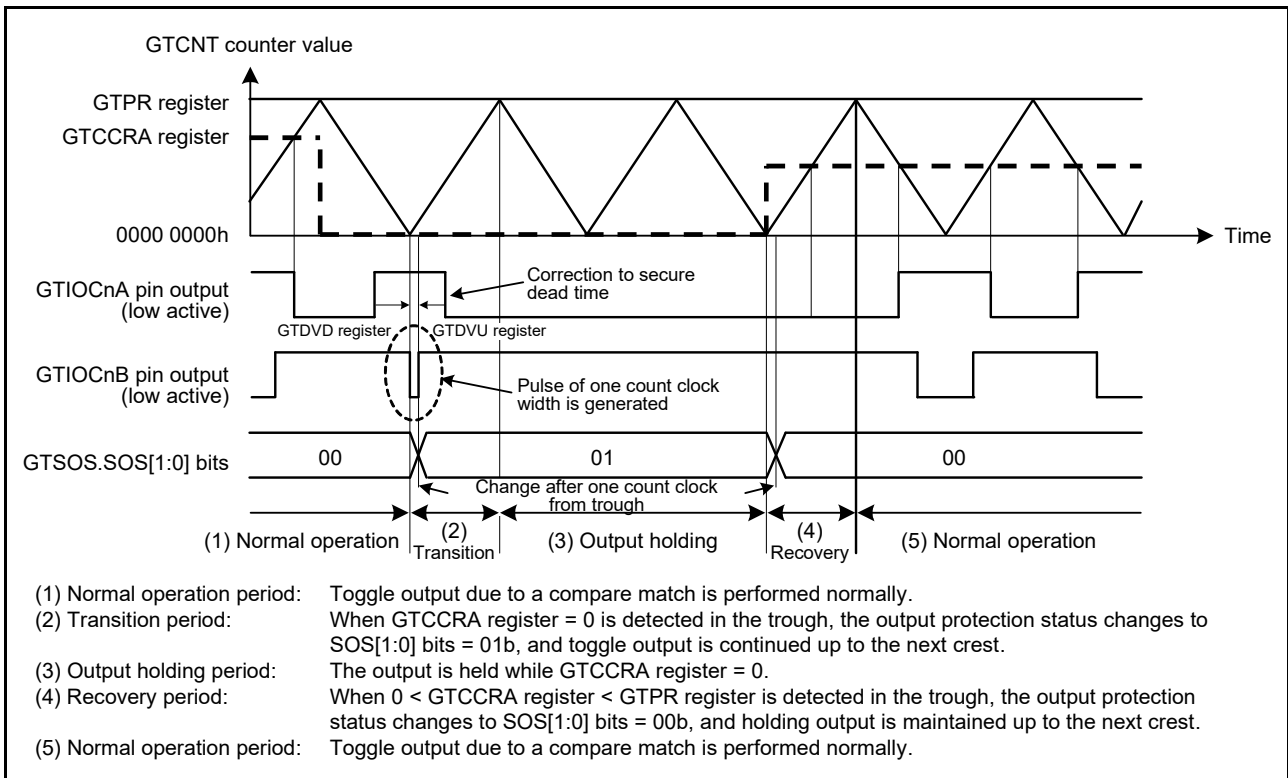 GTCNT counter value
GTPR register
GTCCRA register
0000 0000h
Time
GTIOCnA pin output
(low active)
Correction to secure
dead time
GTDVD register
GTDVU register
GTIOCnB pin output
(low active)
Pulse of one count clock
width is generated
GTSOS.SOS[1:0] bits
00
01
00
Change after one count clock
from trough
(1) Normal operation
(2)
Transition
(3) Output holding
(4)
Recovery
(5) Normal operation
(1) Normal operation period: Toggle output due to a compare match is performed normally.
(2) Transition period: When GTCCRA register = 0 is detected in the trough, the output protection status changes to
SOS[1:0] bits = 01b, and toggle output is continued up to the next crest.
(3) Output holding period: The output is held while GTCCRA register = 0.
(4) Recovery period: When 0 < GTCCRA register < GTPR register is detected in the trough, the output protection
status changes to SOS[1:0] bits = 00b, and holding output is maintained up to the next crest.
(5) Normal operation period: Toggle output due to a compare match is performed normally.